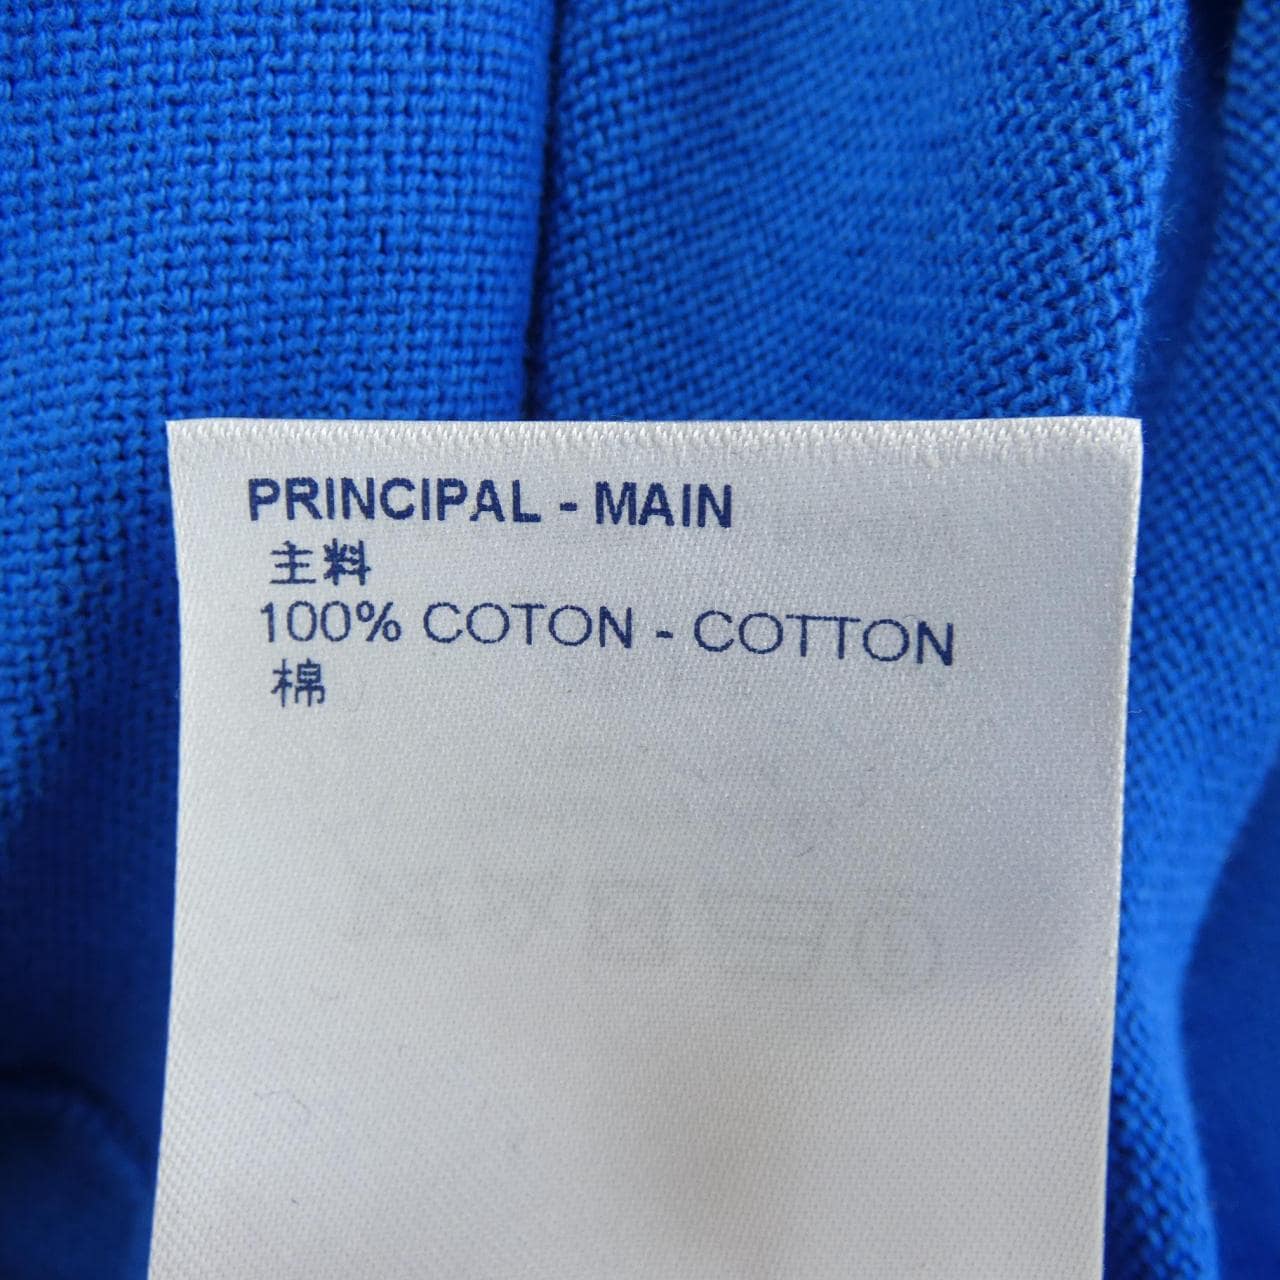 PRINCIPAL - MAIN
主料
100% COTON - COTTON
棉